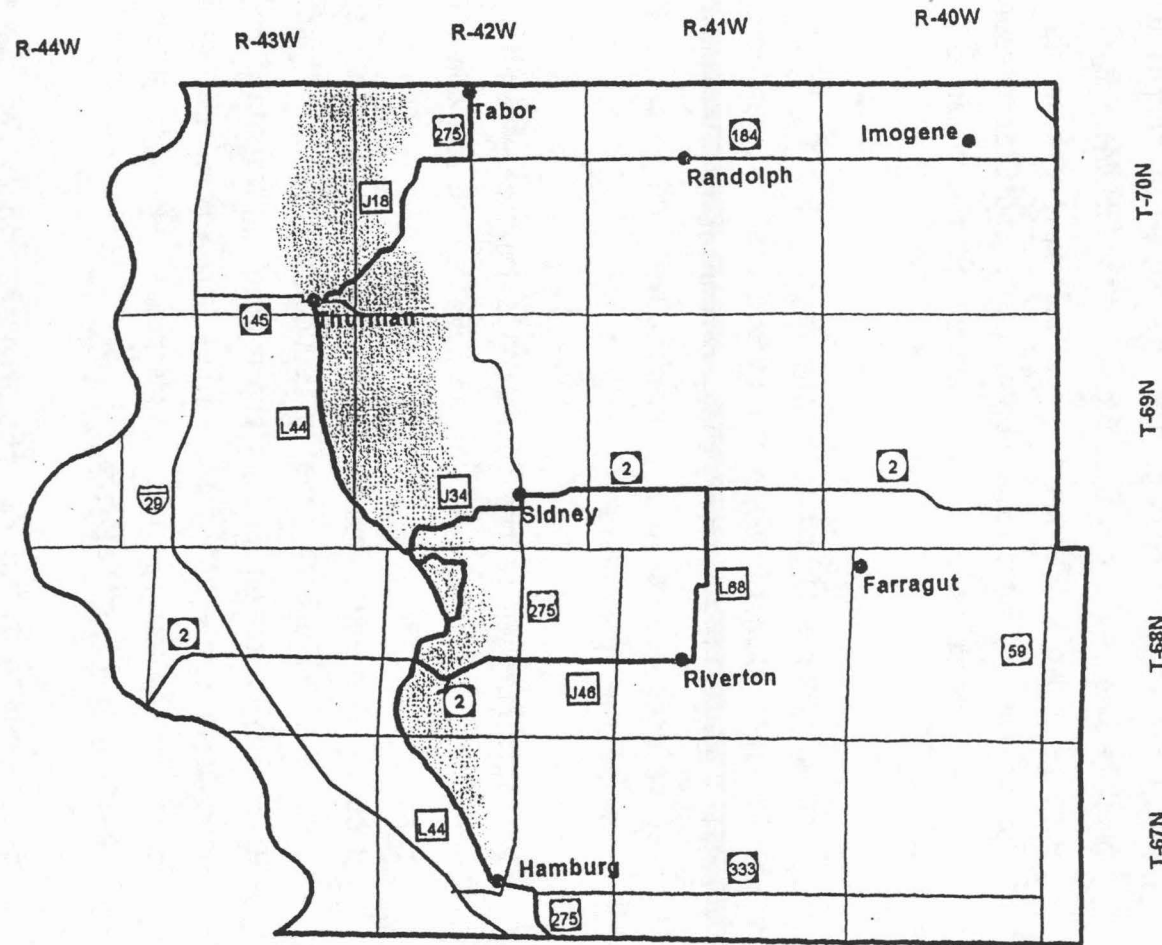 R-44W
R-43W
R-42W
R-41W
R-40W
Tabor
275
184
Imogene
Randolph
T-70N
J18
Thurman
145
T-69N
L44
2
2
J34
29
Sidney
Farragut
L68
275
2
59
T-68N
Riverton
J46
2
L44
Hamburg
333
T-67N
275